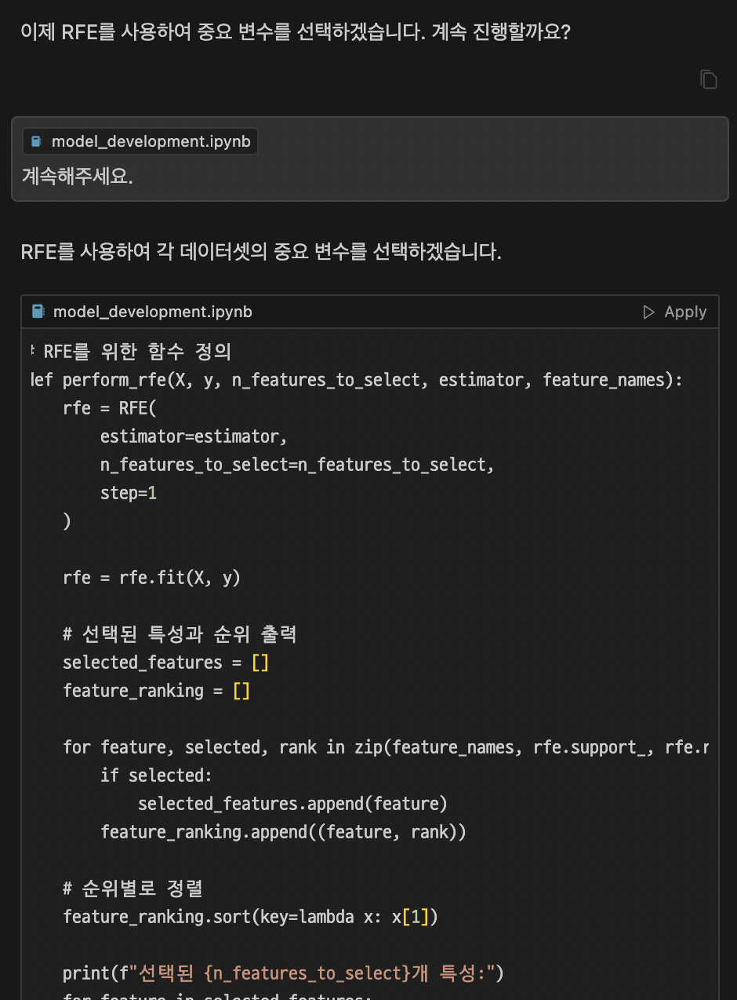 이제 RFE를 사용하여 중요 변수를 선택하겠습니다. 계속 진행할까요?
model_development.ipynb
계속해주세요.
RFE를 사용하여 각 데이터셋의 중요 변수를 선택하겠습니다.
model_development.ipynb
Apply
# RFE를 위한 함수 정의
def perform_rfe(X, y, n_features_to_select, estimator, feature_names):
rfe = RFE(
estimator=estimator,
n_features_to_select=n_features_to_select,
step=1
)
rfe = rfe.fit(X, y)
# 선택된 특성과 순위 출력
selected_features = []
feature_ranking = []
for feature, selected, rank in zip(feature_names, rfe.support_, rfe.r
if selected:
selected_features.append(feature)
feature_ranking.append((feature, rank))
# 순위별로 정렬
feature_ranking.sort(key=lambda x: x[1])
print(f"선택된 {n_features_to_select}개 특성:")
for feature in selected_features: